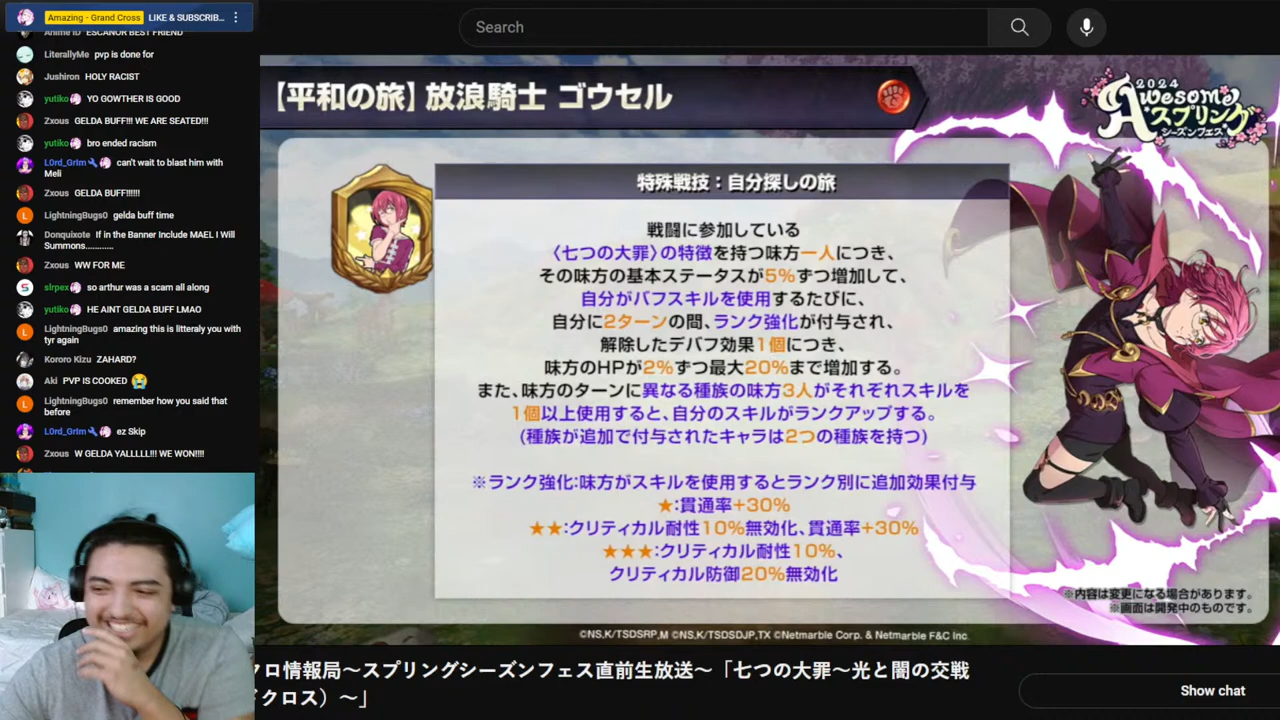 Amazing - Grand Cross LIKE & SUBSCRIB...
Anime ID ESCANOR BEST FRIEND
LiterallyMe pvp is done for
Jushiron HOLY RACIST
yutiko YO GOWTHER IS GOOD
Zxous GELDA BUFF!!! WE ARE SEATED!!!
yutiko bro ended racism
L0rd_GrIm can't wait to blast him with
Meli
Zxous GELDA BUFF!!!!!!
LightningBugs0 gelda buff time
Donquixote If in the Banner Include MAEL I Will
Summons............
Zxous WW FOR ME
slrpex so arthur was a scam all along
yutiko HE AINT GELDA BUFF LMAO
LightningBugs0 amazing this is litteraly you with
tyr again
Kororo Kizu ZAHARD?
Aki PVP IS COOKED 😭
LightningBugs0 remember how you said that
before
L0rd_GrIm ez Skip
Zxous W GELDA YALLLLL!!! WE WON!!!!
Search
【平和の旅】放浪騎士 ゴウセル
2024
Awesome
スプリング
シーズンフェス
特殊戦技：自分探しの旅
戦闘に参加している
〈七つの大罪〉の特徴を持つ味方一人につき、
その味方の基本ステータスが5%ずつ増加して、
自分がバフスキルを使用するたびに、
自分に2ターンの間、ランク強化が付与され、
解除したデバフ効果1個につき、
味方のHPが2%ずつ最大20%まで増加する。
また、味方のターンに異なる種族の味方3人がそれぞれスキルを
1個以上使用すると、自分のスキルがランクアップする。
(種族が追加で付与されたキャラは2つの種族を持つ)
※ランク強化：味方がスキルを使用するとランク別に追加効果付与
★：貫通率+30%
★★：クリティカル耐性10%無効化、貫通率+30%
★★★：クリティカル耐性10%、
クリティカル防御20%無効化
※内容は変更になる場合があります。
※画面は開発中のものです。
©NS,K/TSDSRP,M ©NS,K/TSDSDJP,TX ©Netmarble Corp. & Netmarble F&C Inc.
クロ情報局～スプリングシーズンフェス直前生放送～「七つの大罪～光と闇の交戦
ドクロス）～」
Show chat